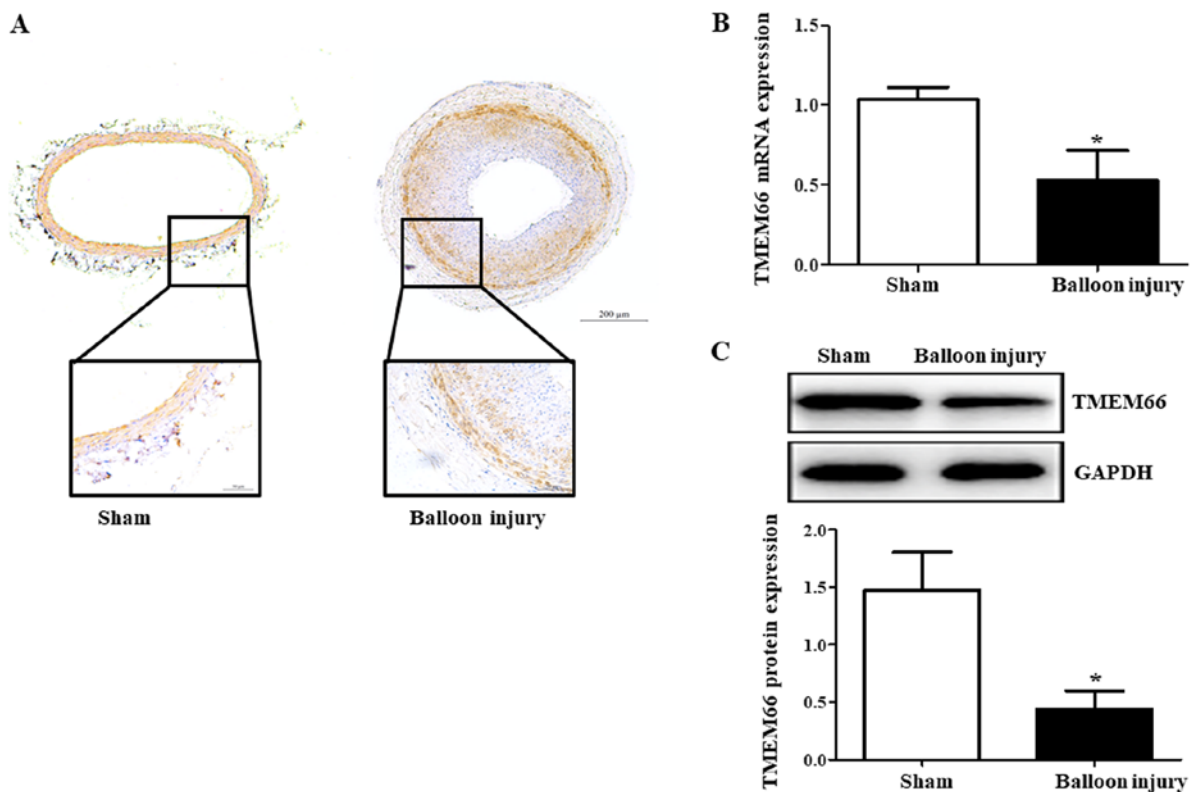 A
200 μm
Sham
Balloon injury
B
TMEM66 mRNA expression
1.5
1.0
0.5
0.0
*
Sham
Balloon injury
C
Sham Balloon injury
TMEM66
GAPDH
TMEM66 protein expression
2.0
1.5
1.0
0.5
0.0
*
Sham
Balloon injury